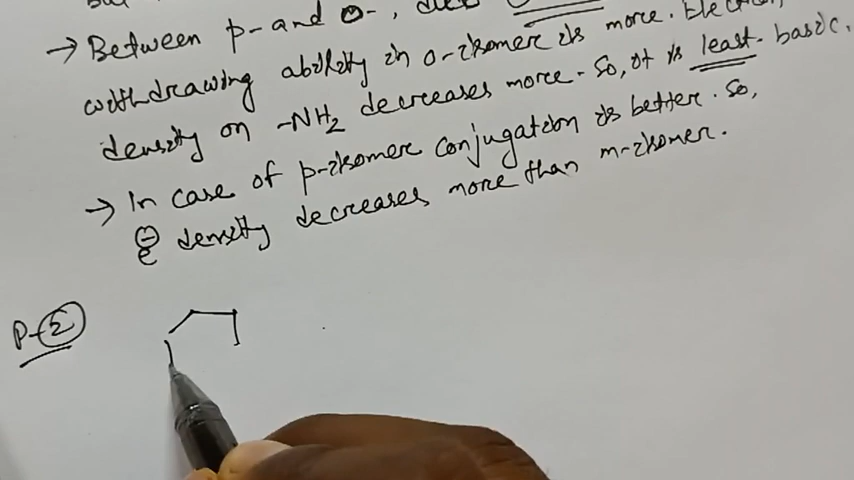 → Between p- and o-,
withdrawing ability in o-isomer is more.
density on -NH2 decreases more. So, it is least basic.
→ In case of p-isomer conjugation is better. So,
e density decreases more than m-isomer.
P-2